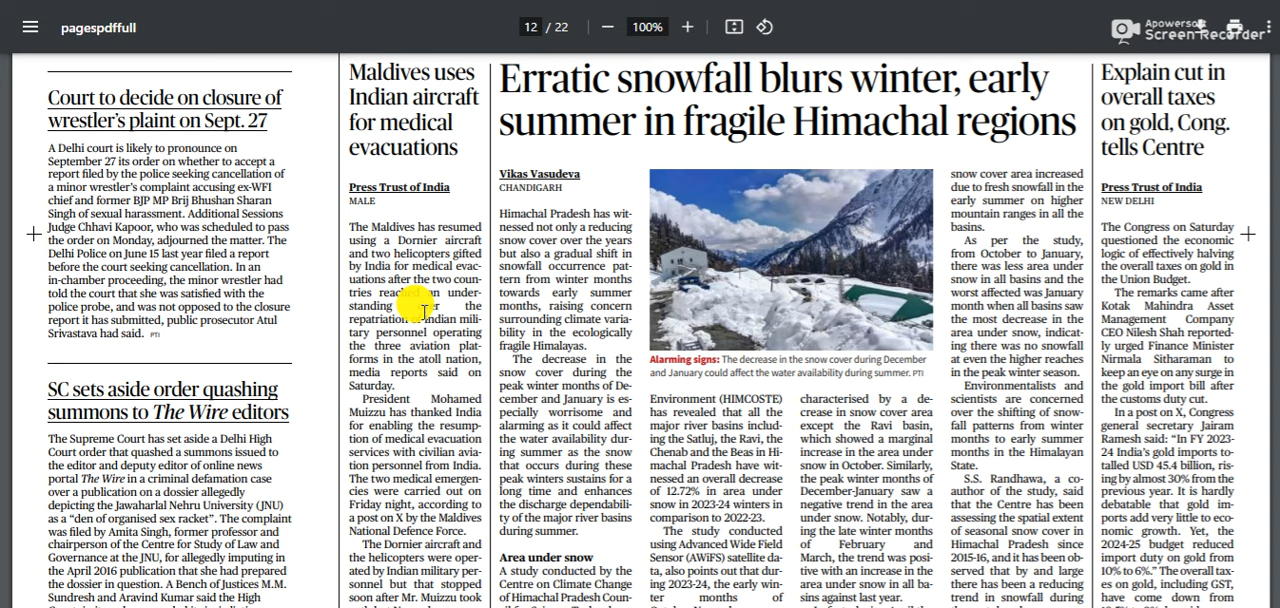 pagespdffull
12 / 22
100%
Apowersoft
Screen Recorder
Court to decide on closure of
wrestler's plaint on Sept. 27
A Delhi court is likely to pronounce on
September 27 its order on whether to accept a
report filed by the police seeking cancellation of
a minor wrestler's complaint accusing ex-WFI
chief and former BJP MP Brij Bhushan Sharan
Singh of sexual harassment. Additional Sessions
Judge Chhavi Kapoor, who was scheduled to pass
the order on Monday, adjourned the matter. The
Delhi Police on June 15 last year filed a report
before the court seeking cancellation. In an
in-chamber proceeding, the minor wrestler had
told the court that she was satisfied with the
police probe, and was not opposed to the closure
report it has submitted, public prosecutor Atul
Srivastava had said. PTI
SC sets aside order quashing
summons to The Wire editors
The Supreme Court has set aside a Delhi High
Court order that quashed a summons issued to
the editor and deputy editor of online news
portal The Wire in a criminal defamation case
over a publication on a dossier allegedly
depicting the Jawaharlal Nehru University (JNU)
as a "den of organised sex racket". The complaint
was filed by Amita Singh, former professor and
chairperson of the Centre for Study of Law and
Governance at the JNU, for allegedly imputing in
the April 2016 publication that she had prepared
the dossier in question. A Bench of Justices M.M.
Sundresh and Aravind Kumar said the High
Maldives uses
Indian aircraft
for medical
evacuations
Press Trust of India
MALE
The Maldives has resumed
using a Dornier aircraft
and two helicopters gifted
by India for medical evac-
uations after the two coun-
tries reached an under-
standing the
repatriation of Indian mili-
tary personnel operating
the three aviation plat-
forms in the atoll nation,
media reports said on
Saturday.
President Mohamed
Muizzu has thanked India
for enabling the resump-
tion of medical evacuation
services with civilian avia-
tion personnel from India.
The two medical emergen-
cies were carried out on
Friday night, according to
a post on X by the Maldives
National Defence Force.
The Dornier aircraft and
the helicopters were oper-
ated by Indian military per-
sonnel but that stopped
soon after Mr. Muizzu took
Erratic snowfall blurs winter, early
summer in fragile Himachal regions
Vikas Vasudeva
CHANDIGARH
Himachal Pradesh has wit-
nessed not only a reducing
snow cover over the years
but also a gradual shift in
snowfall occurrence pat-
tern from winter months
towards early summer
months, raising concern
surrounding climate varia-
bility in the ecologically
fragile Himalayas.
The decrease in the
snow cover during the
peak winter months of De-
cember and January is es-
pecially worrisome and
alarming as it could affect
the water availability dur-
ing summer as the snow
that occurs during these
peak winters sustains for a
long time and enhances
the discharge dependabili-
ty of the major river basins
during summer.
Area under snow
A study conducted by the
Centre on Climate Change
of Himachal Pradesh Coun-
Alarming signs: The decrease in the snow cover during December
and January could affect the water availability during summer. PTI
Environment (HIMCOSTE)
has revealed that all the
major river basins includ-
ing the Satluj, the Ravi, the
Chenab and the Beas in Hi-
machal Pradesh have wit-
nessed an overall decrease
of 12.72% in area under
snow in 2023-24 winters in
comparison to 2022-23.
The study conducted
using Advanced Wide Field
Sensor (AWiFS) satellite da-
ta, also points out that dur-
ing 2023-24, the early win-
ter months of
characterised by a de-
crease in snow cover area
except the Ravi basin,
which showed a marginal
increase in the area under
snow in October. Similarly,
the peak winter months of
December-January saw a
negative trend in the area
under snow. Notably, dur-
ing the late winter months
of February and
March, the trend was pos-
itive with an increase in the
area under snow in all ba-
snow cover area increased
due to fresh snowfall in the
early summer on higher
mountain ranges in all the
basins.
As per the study,
from October to January,
there was less area under
snow in all basins and the
worst affected was January
month when all basins saw
the most decrease in the
area under snow, indicat-
ing there was no snowfall
at even the higher reaches
in the peak winter season.
Environmentalists and
scientists are concerned
over the shifting of snow-
fall patterns from winter
months to early summer
months in the Himalayan
State.
S.S. Randhawa, a co-
author of the study, said
that the Centre has been
assessing the spatial extent
of seasonal snow cover in
Himachal Pradesh since
2015-16, and it has been ob-
served that by and large
there has been a reducing
trend in snowfall during
Explain cut in
overall taxes
on gold, Cong.
tells Centre
Press Trust of India
NEW DELHI
The Congress on Saturday
questioned the economic
logic of effectively halving
the overall taxes on gold in
the Union Budget.
The remarks came after
Kotak Mahindra Asset
Management Company
CEO Nilesh Shah reported-
ly urged Finance Minister
Nirmala Sitharaman to
keep an eye on any surge in
the gold import bill after
the customs duty cut.
In a post on X, Congress
general secretary Jairam
Ramesh said: "In FY 2023-
24 India's gold imports to-
talled USD 45.4 billion, ris-
ing by almost 30% from the
previous year. It is hardly
debatable that gold im-
ports add very little to eco-
nomic growth. Yet, the
2024-25 budget reduced
import duty on gold from
10% to 6%." The overall tax-
es on gold, including GST,
have come down from